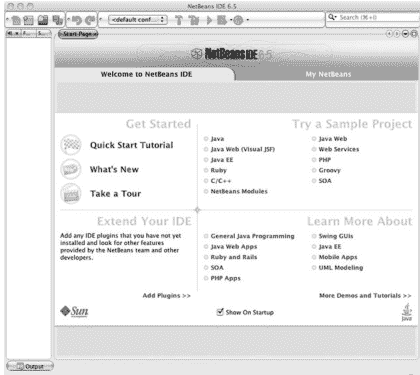 NetBeans IDE 6.5
<default conf...
Search (⌘+I)
Start Page
NetBeans IDE 6.5
Welcome to NetBeans IDE
My NetBeans
Get Started
Quick Start Tutorial
What's New
Take a Tour
Java
Java Web (Visual JSF)
Java EE
Ruby
C/C++
NetBeans Modules
Try a Sample Project
Java Web
Web Services
PHP
Groovy
SOA
Extend Your IDE
Add any IDE plugins that you have not yet
installed and look for other features
provided by the NetBeans team and other
developers.
Add Plugins >>
General Java Programming
Java Web Apps
Ruby and Rails
SOA
PHP Apps
Learn More About
Swing GUIs
Java EE
Mobile Apps
UML Modeling
More Demos and Tutorials >>
Sun
Show On Startup
Java
Output